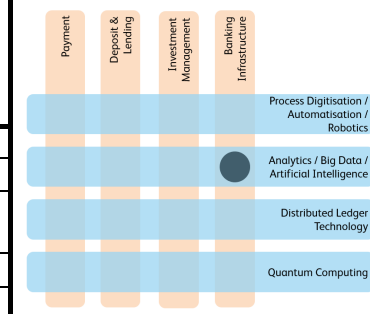 Payment
Deposit &
Lending
Investment
Management
Banking
Infrastructure
Process Digitisation /
Automatisation /
Robotics
Analytics / Big Data /
Artificial Intelligence
Distributed Ledger
Technology
Quantum Computing